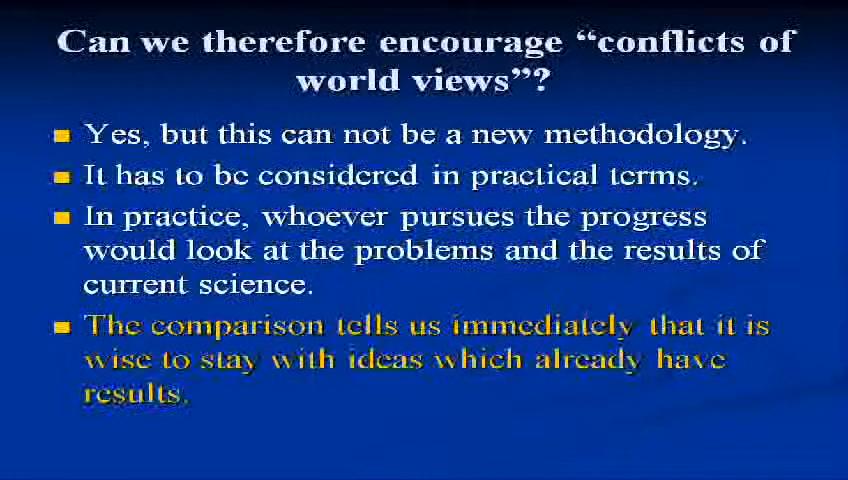 Can we therefore encourage “conflicts of
world views”?
Yes, but this can not be a new methodology.
It has to be considered in practical terms.
In practice, whoever pursues the progress
would look at the problems and the results of
current science.
The comparison tells us immediately that it is
wise to stay with ideas which already have
results.